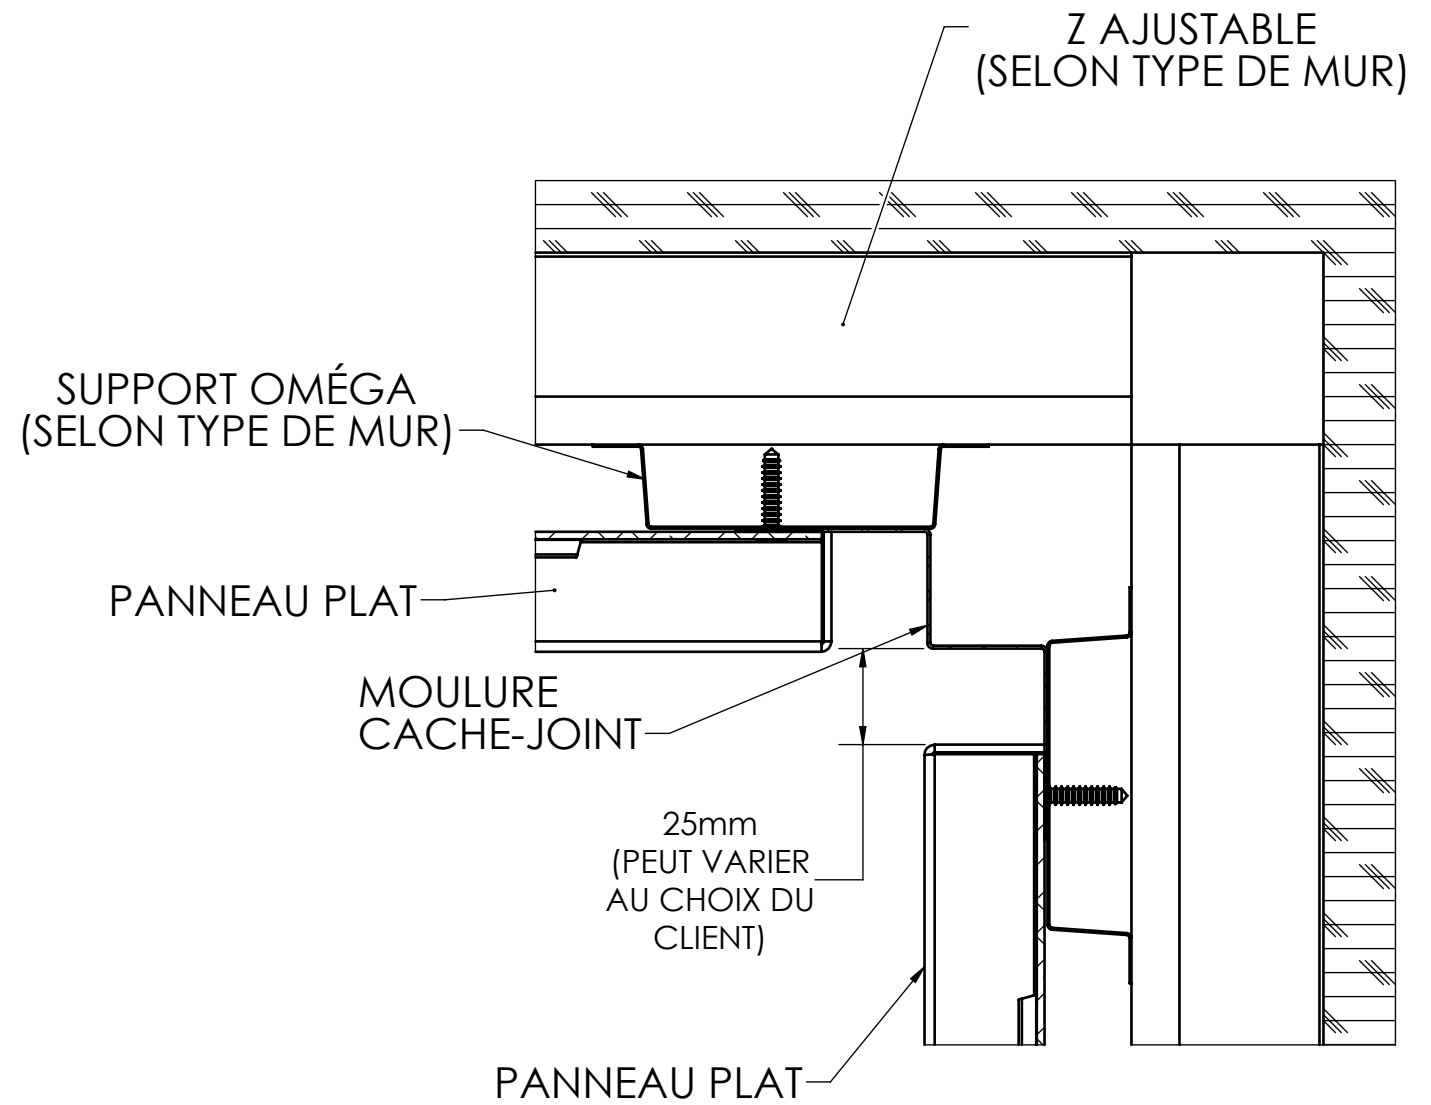 Z AJUSTABLE
(SELON TYPE DE MUR)
SUPPORT OMÉGA
(SELON TYPE DE MUR)
PANNEAU PLAT
MOULURE
CACHE-JOINT
25mm
(PEUT VARIER
AU CHOIX DU
CLIENT)
PANNEAU PLAT